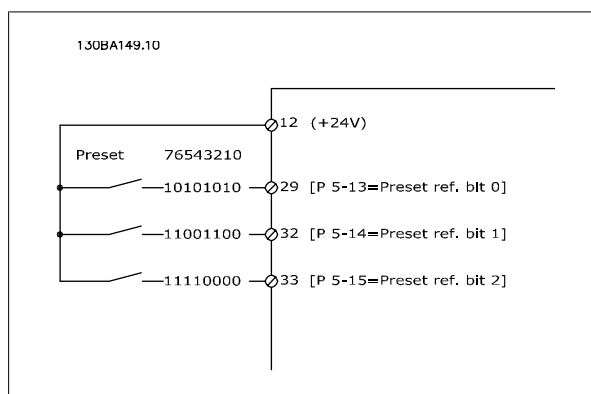 130BA149.10
12 (+24V)
Preset 76543210
10101010 29 [P 5-13=Preset ref. bit 0]
11001100 32 [P 5-14=Preset ref. bit 1]
11110000 33 [P 5-15=Preset ref. bit 2]